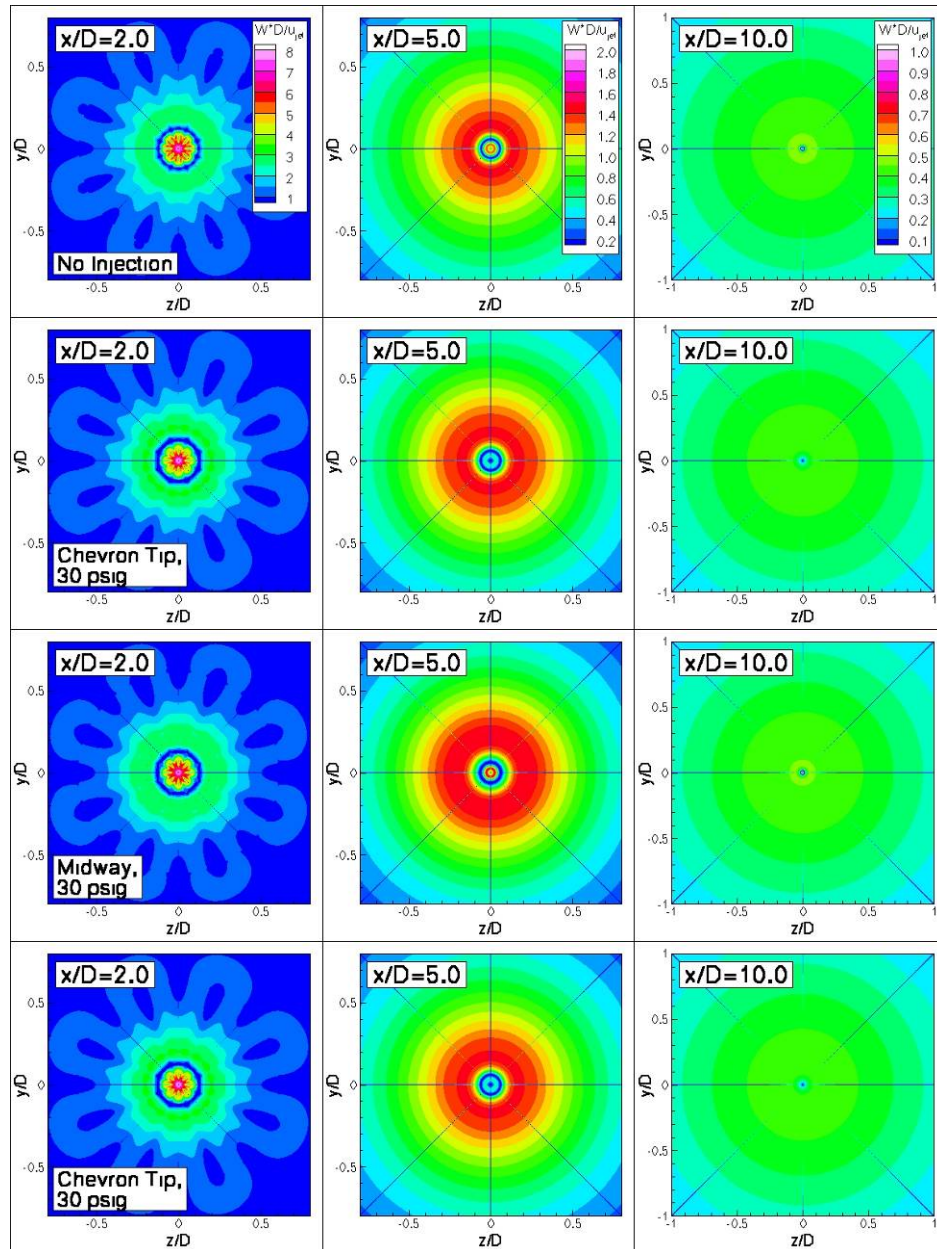 x/D=2.0
W*D/u_jet
8
7
6
5
4
3
2
1
y/D
0.5
0
-0.5
No Injection
-0.5 0 0.5
z/D
x/D=5.0
W*D/u_jet
2.0
1.8
1.6
1.4
1.2
1.0
0.8
0.6
0.4
0.2
y/D
0.5
0
-0.5
-0.5 0 0.5
z/D
x/D=10.0
W*D/u_jet
1.0
0.9
0.8
0.7
0.6
0.5
0.4
0.3
0.2
0.1
y/D
1
0.5
0
-0.5
-1
-1 -0.5 0 0.5 1
z/D
x/D=2.0
y/D
0.5
0
-0.5
Chevron Tip,
30 psig
-0.5 0 0.5
z/D
x/D=5.0
y/D
0.5
0
-0.5
-0.5 0 0.5
z/D
x/D=10.0
y/D
1
0.5
0
-0.5
-1
-1 -0.5 0 0.5 1
z/D
x/D=2.0
y/D
0.5
0
-0.5
Midway,
30 psig
-0.5 0 0.5
z/D
x/D=5.0
y/D
0.5
0
-0.5
-0.5 0 0.5
z/D
x/D=10.0
y/D
1
0.5
0
-0.5
-1
-1 -0.5 0 0.5 1
z/D
x/D=2.0
y/D
0.5
0
-0.5
Chevron Tip,
30 psig
-0.5 0 0.5
z/D
x/D=5.0
y/D
0.5
0
-0.5
-0.5 0 0.5
z/D
x/D=10.0
y/D
1
0.5
0
-0.5
-1
-1 -0.5 0 0.5 1
z/D